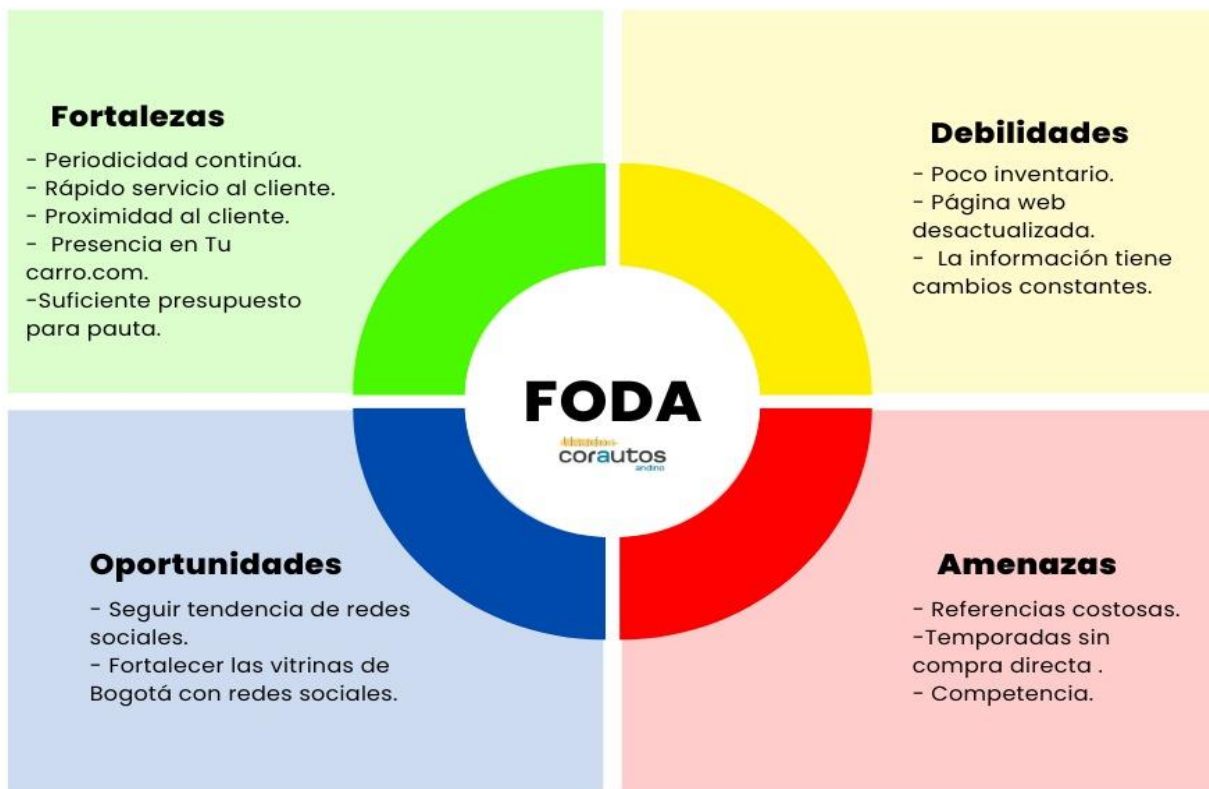 Fortalezas
- Periodicidad continúa.
- Rápido servicio al cliente.
- Proximidad al cliente.
-  Presencia en Tu
carro.com.
-Suficiente presupuesto
para pauta.
Debilidades
- Poco inventario.
- Página web
desactualizada.
-  La información tiene
cambios constantes.
FODA
Usados
corautos
andino
Oportunidades
- Seguir tendencia de redes
sociales.
- Fortalecer las vitrinas de
Bogotá con redes sociales.
Amenazas
- Referencias costosas.
-Temporadas sin
compra directa .
- Competencia.